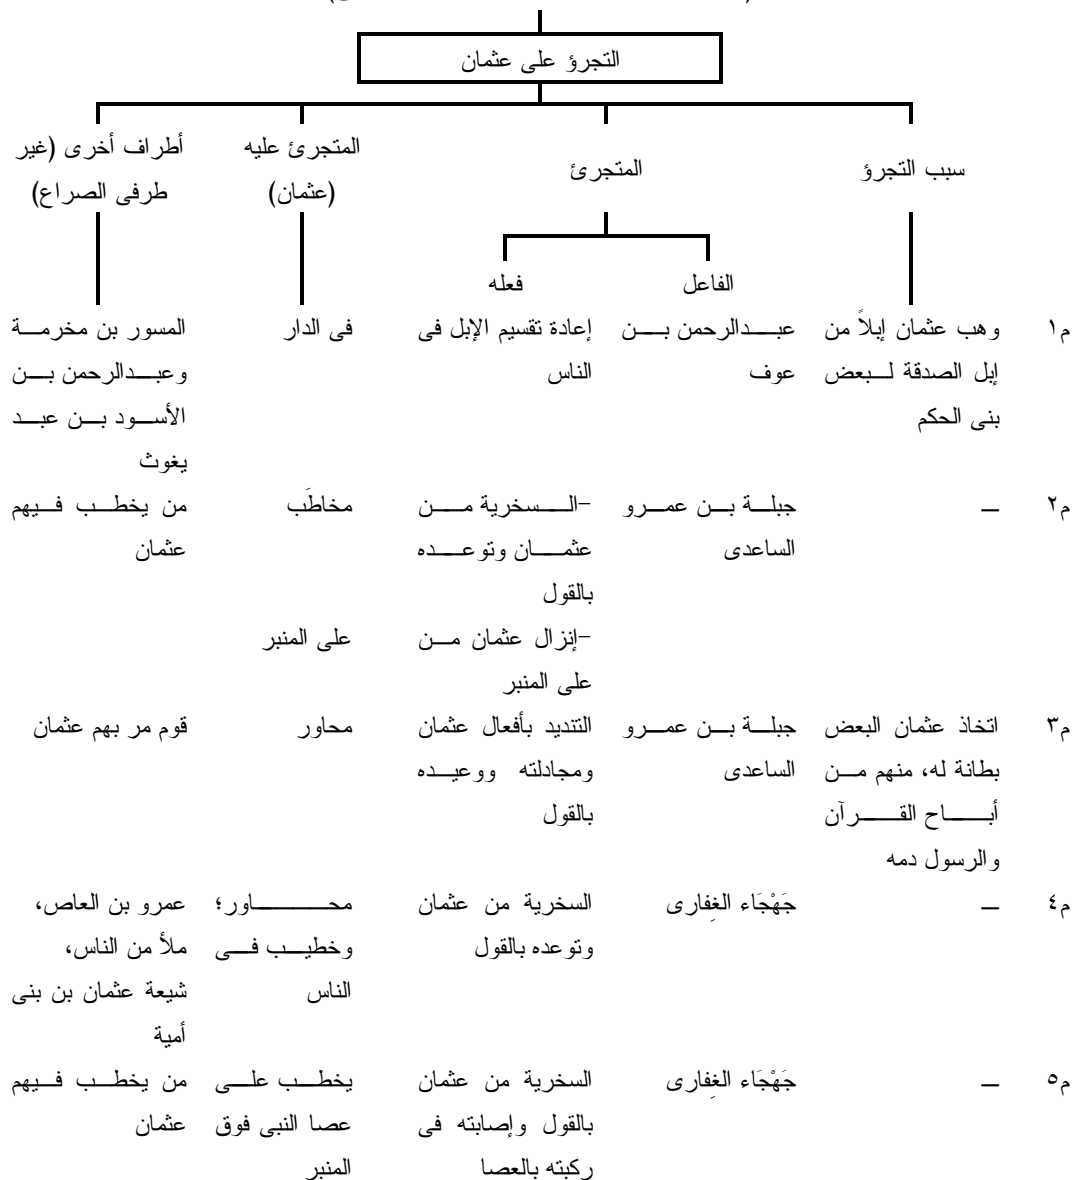 التجرؤ على عثمان
سبب التجرؤ
المتجرئ
المتجرئ عليه
(عثمان)
أطراف أخرى (غير
طرفى الصراع)
الفاعل
فعله
م١
وهب عثمان إبلاً من
إبل الصدقة لبعض
بنى الحكم
عبدالرحمن بن
عوف
إعادة تقسيم الإبل فى
الناس
فى الدار
المسور بن مخرمة
وعبدالرحمن بن
الأسود بن عبد
يغوث
م٢
–
جبلة بن عمرو
الساعدى
-السخرية من
عثمان وتوعده
بالقول
-إنزال عثمان من
على المنبر
مخاطَب
على المنبر
من يخطب فيهم
عثمان
م٣
اتخاذ عثمان البعض
بطانة له، منهم من
أباح القرآن
والرسول دمه
جبلة بن عمرو
الساعدى
التنديد بأفعال عثمان
ومجادلته ووعيده
بالقول
محاور
قوم مر بهم عثمان
م٤
–
جَهْجَاء الغِفارى
السخرية من عثمان
وتوعده بالقول
محاور؛
وخطيب فى
الناس
عمرو بن العاص،
ملأ من الناس،
شيعة عثمان بن بنى
أمية
م٥
–
جَهْجَاء الغِفارى
السخرية من عثمان
بالقول وإصابته فى
ركبته بالعصا
يخطب على
عصا النبى فوق
المنبر
من يخطب فيهم
عثمان